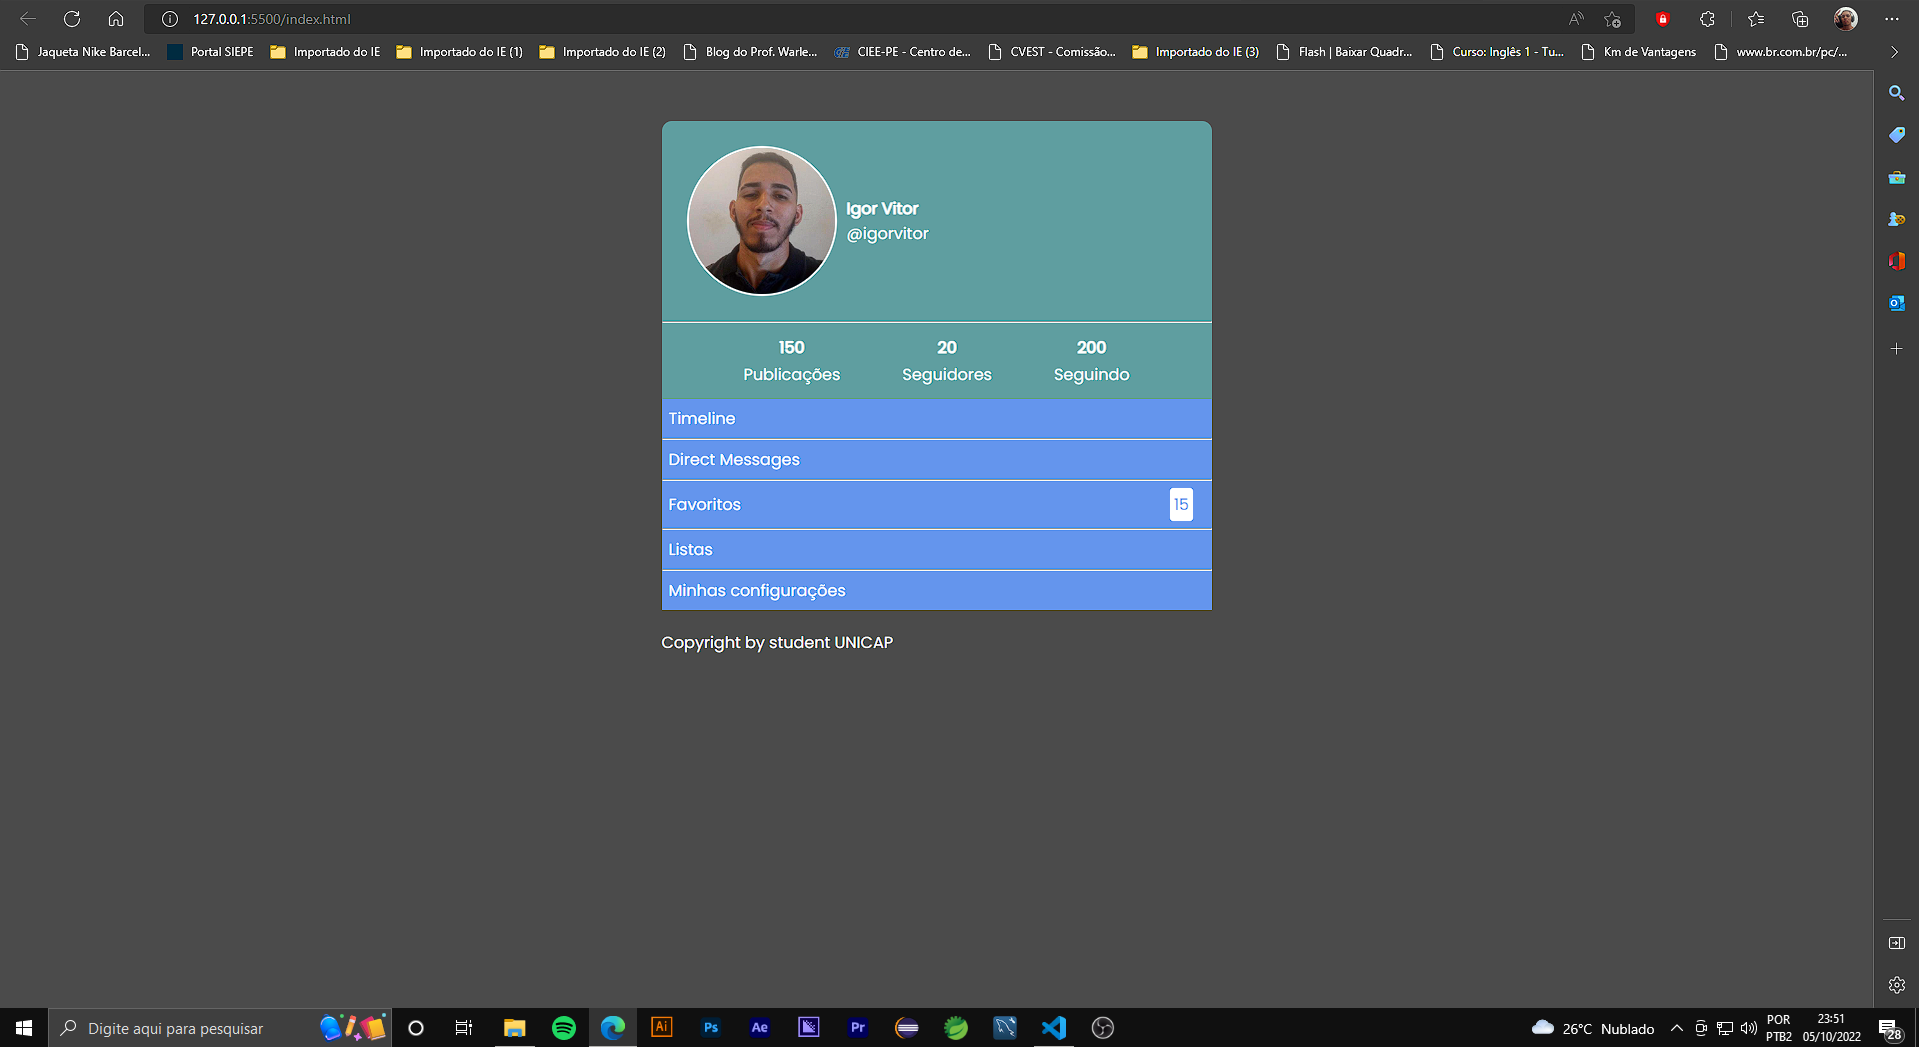 127.0.0.1:5500/index.html
Jaqueta Nike Barcel...
Portal SIEPE
Importado do IE
Importado do IE (1)
Importado do IE (2)
Blog do Prof. Warle...
CIEE-PE - Centro de...
CVEST - Comissão...
Importado do IE (3)
Flash | Baixar Quadr...
Curso: Inglês 1 - Tu...
Km de Vantagens
www.br.com.br/pc/...
Igor Vitor
@igorvitor
150 20 200
Publicações Seguidores Seguindo
Timeline
Direct Messages
Favoritos 15
Listas
Minhas configurações
Copyright by student UNICAP
Digite aqui para pesquisar
Ai
Ps
Ae
Pr
26°C Nublado
POR
PTB2
23:51
05/10/2022
28